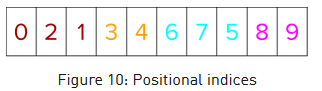 0 2 1 3 4 6 7 5 8 9
Figure 10: Positional indices